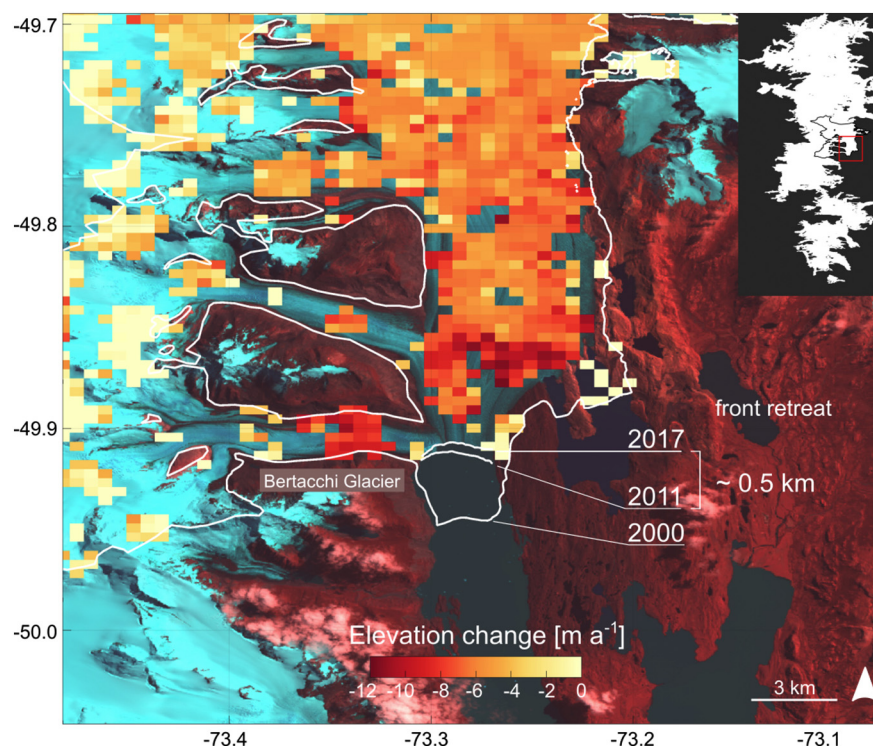 -49.7
-49.8
-49.9
-50.0
front retreat
2017
2011
2000
~ 0.5 km
Bertacchi Glacier
Elevation change [m a⁻¹]
-12 -10 -8 -6 -4 -2 0
3 km
-73.4 -73.3 -73.2 -73.1